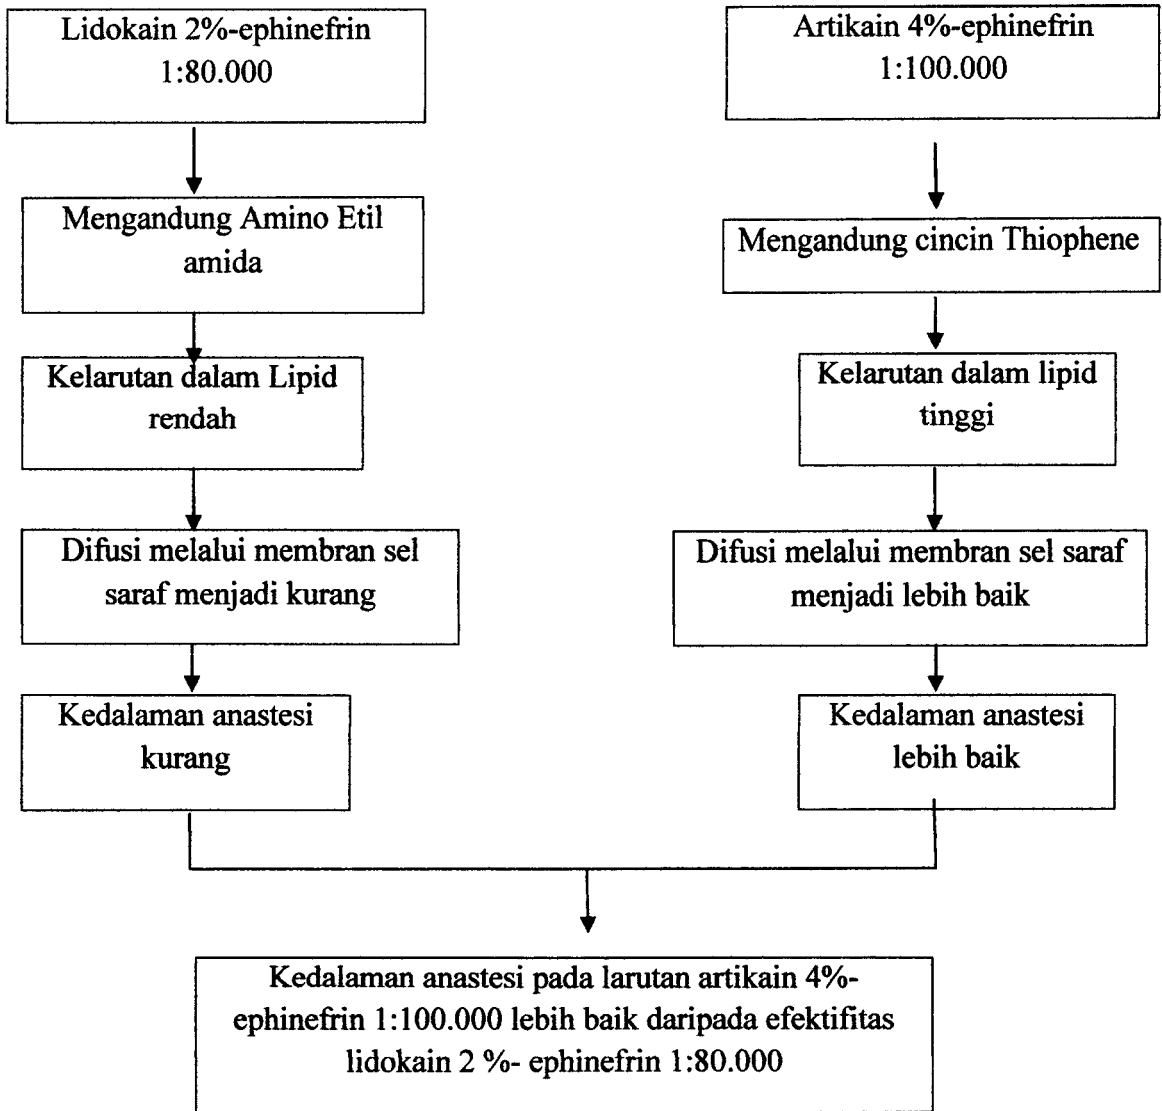 Lidokain 2%-ephinefrin
1:80.000
Mengandung Amino Etil
amida
Kelarutan dalam Lipid
rendah
Difusi melalui membran sel
saraf menjadi kurang
Kedalaman anastesi
kurang
Artikain 4%-ephinefrin
1:100.000
Mengandung cincin Thiophene
Kelarutan dalam lipid
tinggi
Difusi melalui membran sel saraf
menjadi lebih baik
Kedalaman anastesi
lebih baik
Kedalaman anastesi pada larutan artikain 4%-
ephinefrin 1:100.000 lebih baik daripada efektifitas
lidokain 2 %- ephinefrin 1:80.000